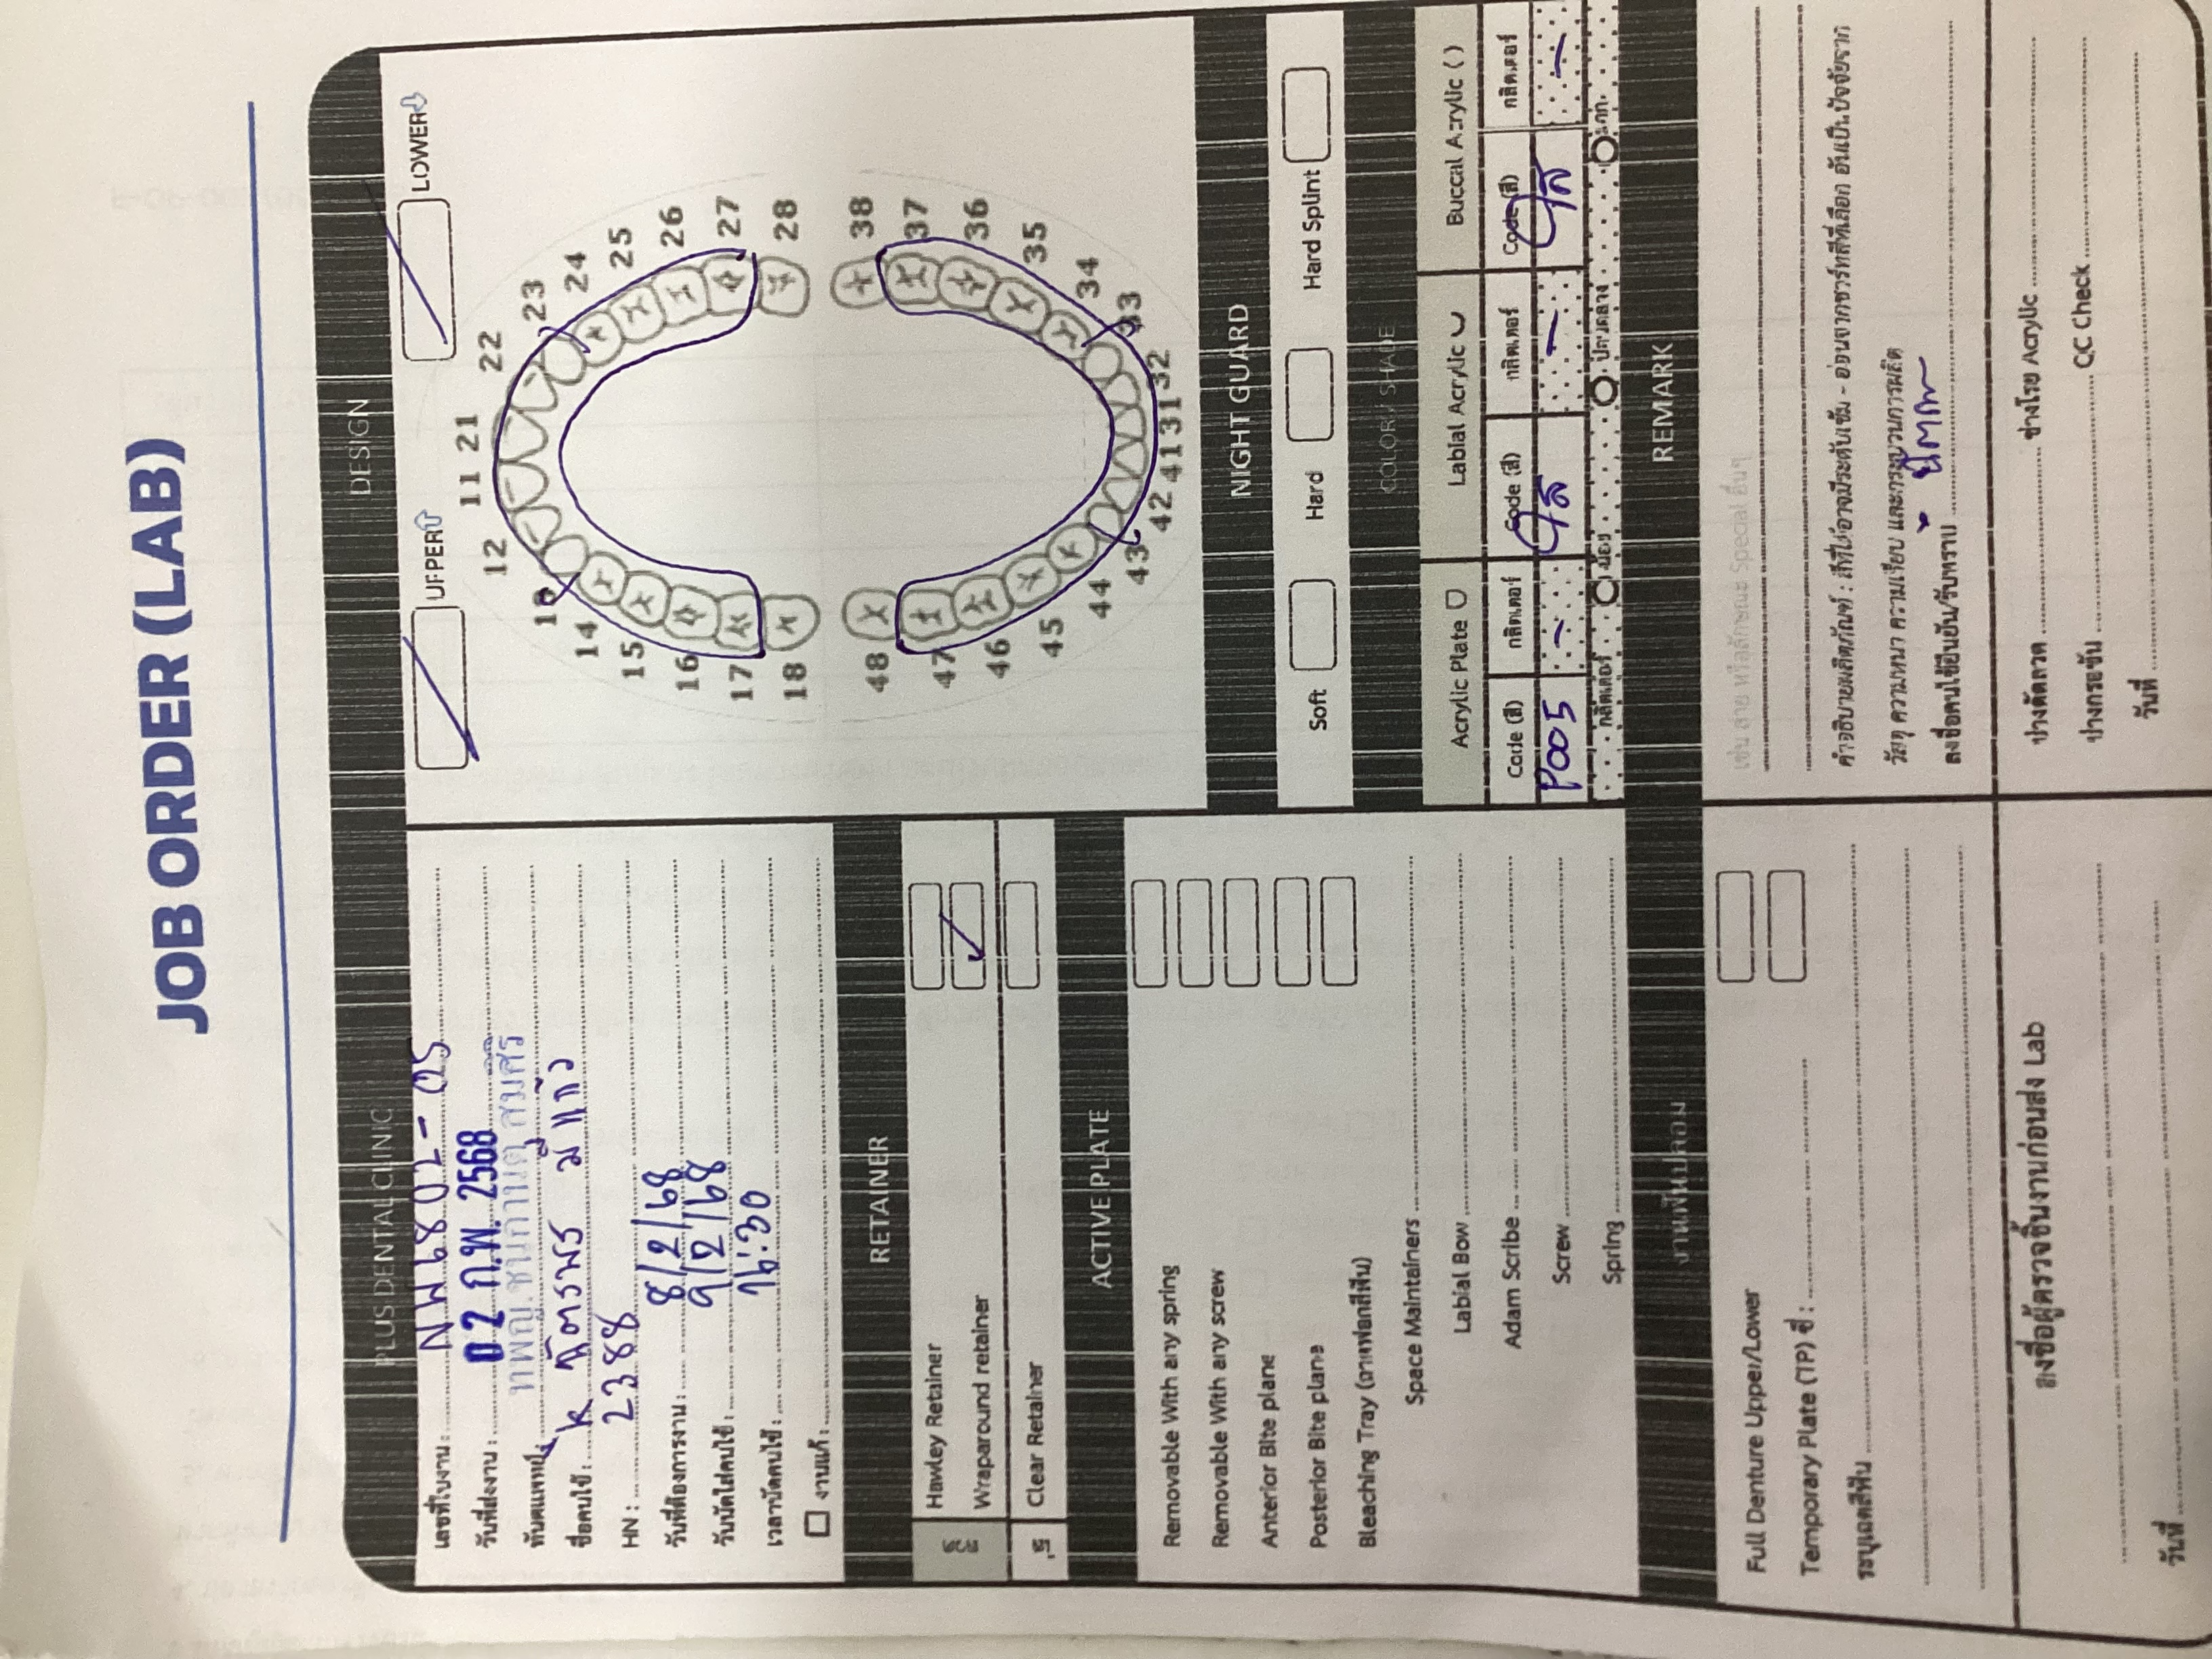 JOB ORDER (LAB)
PLUS DENTAL CLINIC
เลขที่ใบงาน : NW6802-05
วันที่ส่งงาน : 02 ก.พ. 2568
ทันตแพทย์ : ทพญ.ชนกานต์ สมศิริ
ชื่อคนไข้ : K ฉัตรพร มีแก้ว
HN : 2388
วันที่ต้องการงาน : 8/2/68
วันนัดใส่คนไข้ : 9/2/68
เวลานัดคนไข้ : 16:30
งานแก้ :
DESIGN
UPPER LOWER
11 21
12 22
13 23
14 24
15 25
16 26
17 27
18 28
48 38
47 37
46 36
45 35
44 34
43 33
42 41 31 32
RETAINER
ลวด
Hawley Retainer
Wraparound retainer ✓
ใส
Clear Retainer
ACTIVE PLATE
Removable With any spring
Removable With any screw
Anterior Bite plane
Posterior Bite plane
Bleaching Tray (ถาดฟอกสีฟัน)
Space Maintainers
Labial Bow
Adam Scribe
Screw
Spring
NIGHT GUARD
Soft Hard Hard Splint
COLOR / SHADE
Acrylic Plate Labial Acrylic Buccal Acrylic ( )
Code (สี) กลิตเตอร์ Code (สี) กลิตเตอร์ Code (สี) กลิตเตอร์
P005 - ใส - ใส -
กลิตเตอร์ น้อย ปานกลาง มาก
งานฟันปลอม
Full Denture Upper/Lower
Temporary Plate (TP) ซี่ :
ระบุเฉดสีฟัน
REMARK
เช่น ลาย หรือลักษณะ Special อื่นๆ
คำอธิบายผลิตภัณฑ์ : สีที่ได้อาจมีระดับเข้ม - อ่อนจากชาร์ทสีที่เลือก อันเป็นปัจจัยจาก
วัสดุ ความหนา ความเรียบ และกระบวนการผลิต
ลงชื่อคนไข้ยืนยัน/รับทราบ
ลงชื่อผู้ตรวจชิ้นงานก่อนส่ง Lab
วันที่
ช่างดัดลวด ช่างโรย Acrylic
ช่างกรอขัด QC Check
วันที่